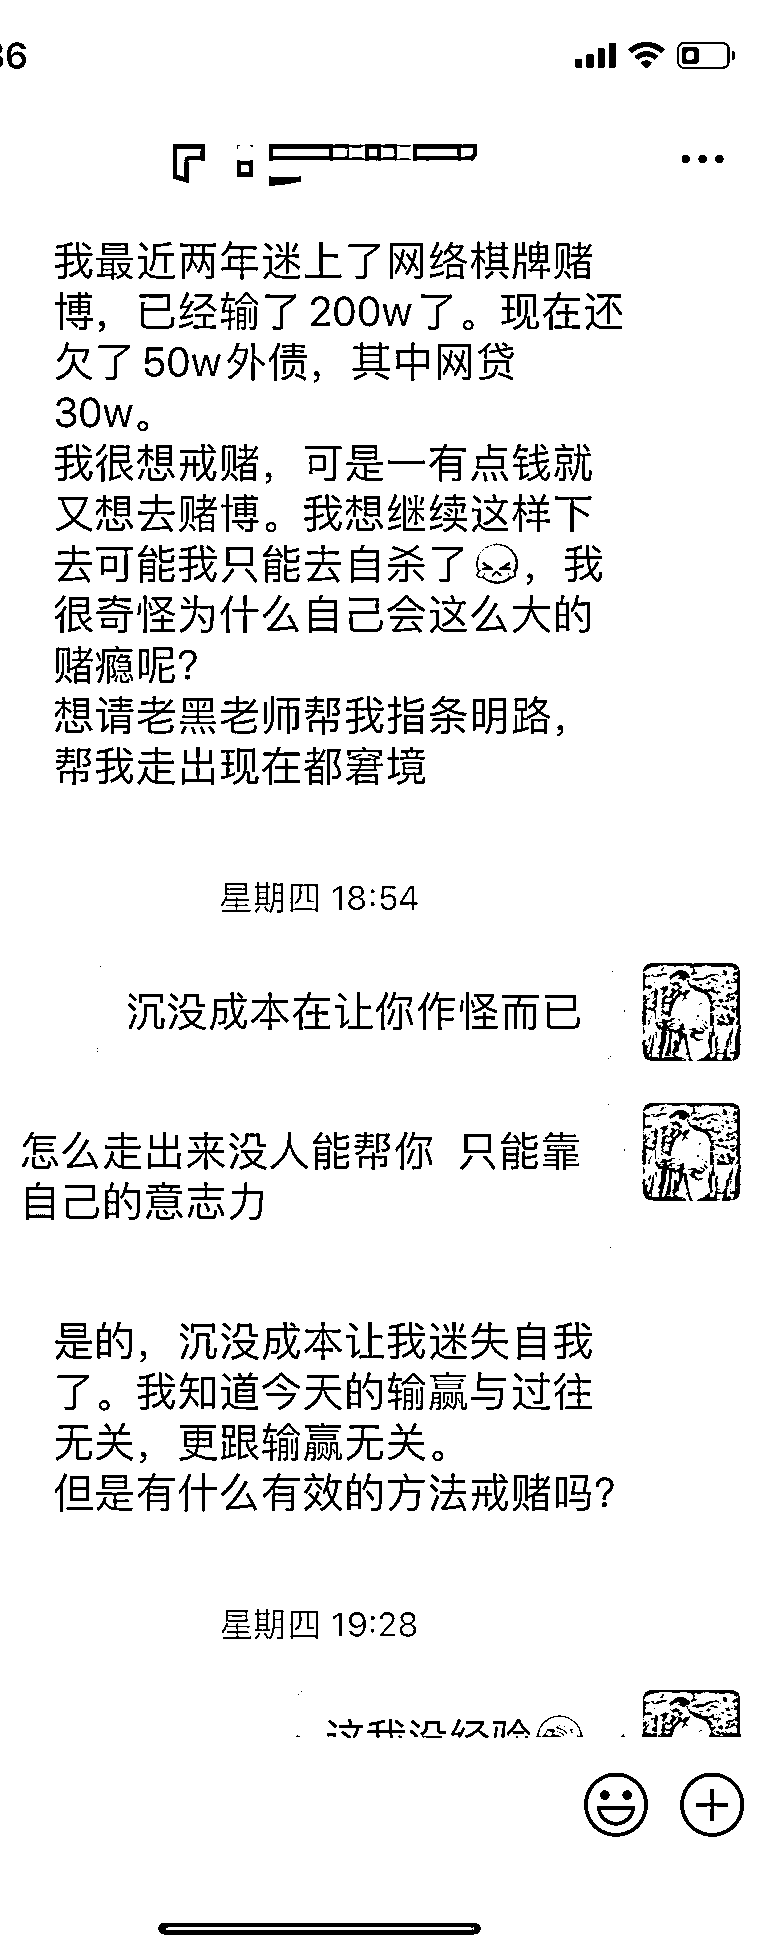 36
我最近两年迷上了网络棋牌赌
博，已经输了200w了。现在还
欠了50w外债，其中网贷
30w。
我很想戒赌，可是一有点钱就
又想去赌博。我想继续这样下
去可能我只能去自杀了，我
很奇怪为什么自己会这么大的
赌瘾呢?
想请老黑老师帮我指条明路，
帮我走出现在都窘境
星期四 18:54
沉没成本在让你作怪而已
怎么走出来没人能帮你 只能靠
自己的意志力
是的，沉没成本让我迷失自我
了。我知道今天的输赢与过往
无关，更跟输赢无关。
但是有什么有效的方法戒赌吗?
星期四 19:28
这我没经验